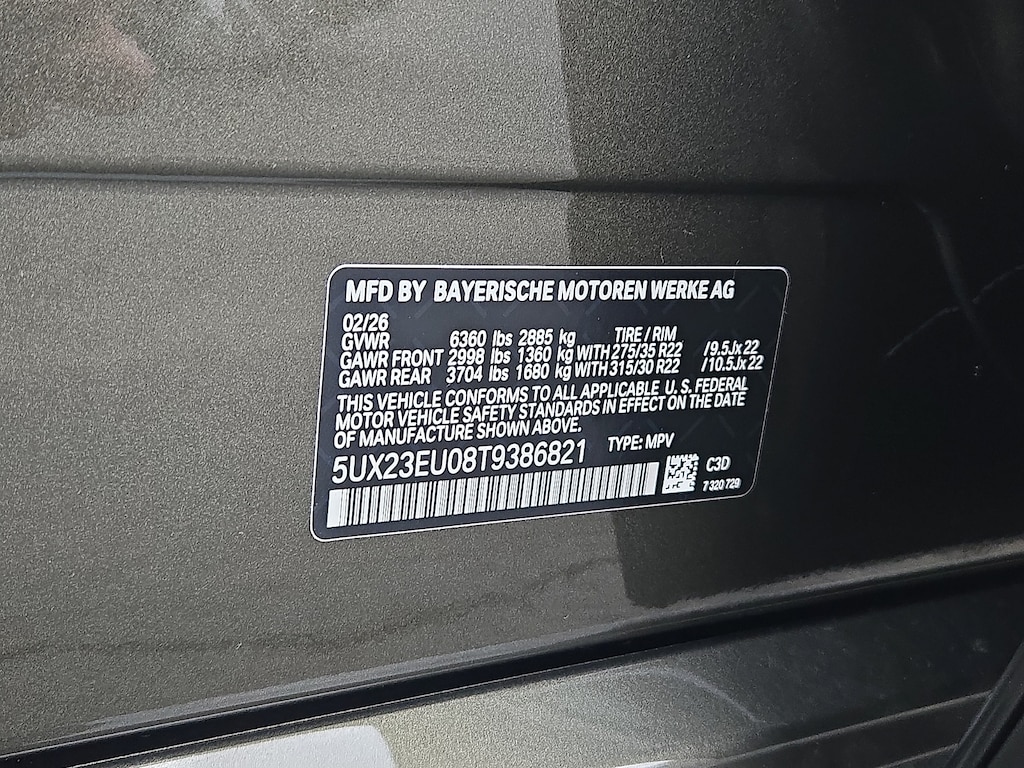 MFD BY BAYERISCHE MOTOREN WERKE AG
02/26
GVWR 6360 lbs 2885 kg TIRE / RIM
GAWR FRONT 2998 lbs 1360 kg WITH 275/35 R22 /9.5Jx22
GAWR REAR 3704 lbs 1680 kg WITH 315/30 R22 /10.5Jx22
THIS VEHICLE CONFORMS TO ALL APPLICABLE U. S. FEDERAL
MOTOR VEHICLE SAFETY STANDARDS IN EFFECT ON THE DATE
OF MANUFACTURE SHOWN ABOVE.
5UX23EU08T9386821 TYPE: MPV
C3D
7 320 729